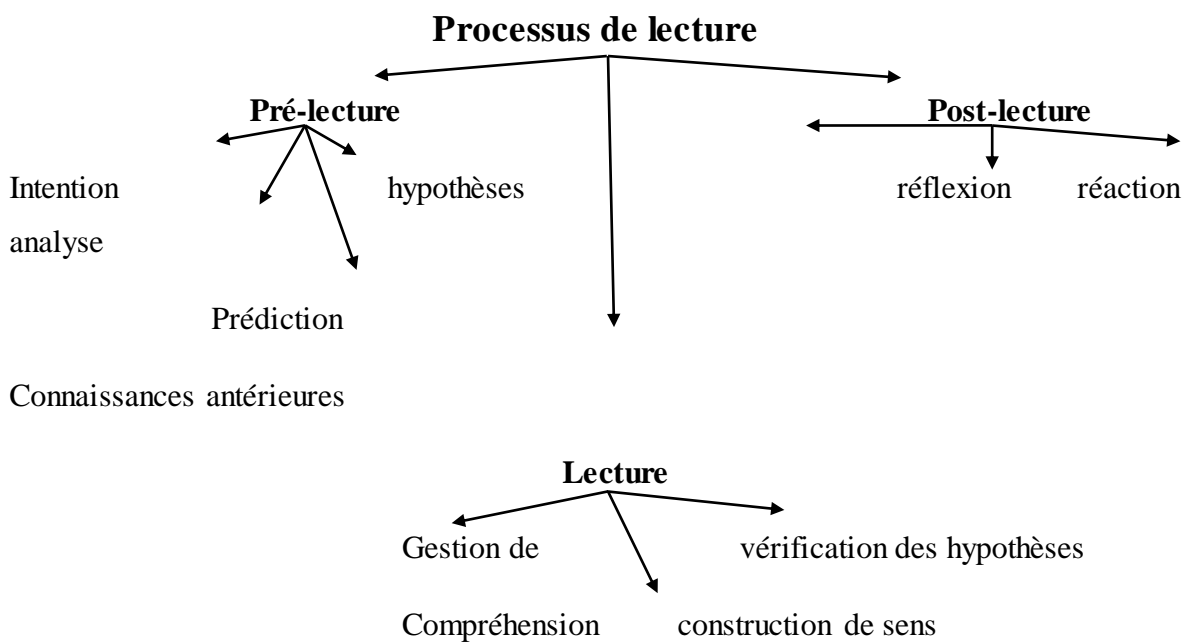 Processus de lecture
Pré-lecture Post-lecture
Intention hypothèses réflexion réaction
analyse
Prédiction
Connaissances antérieures
Lecture
Gestion de vérification des hypothèses
Compréhension construction de sens